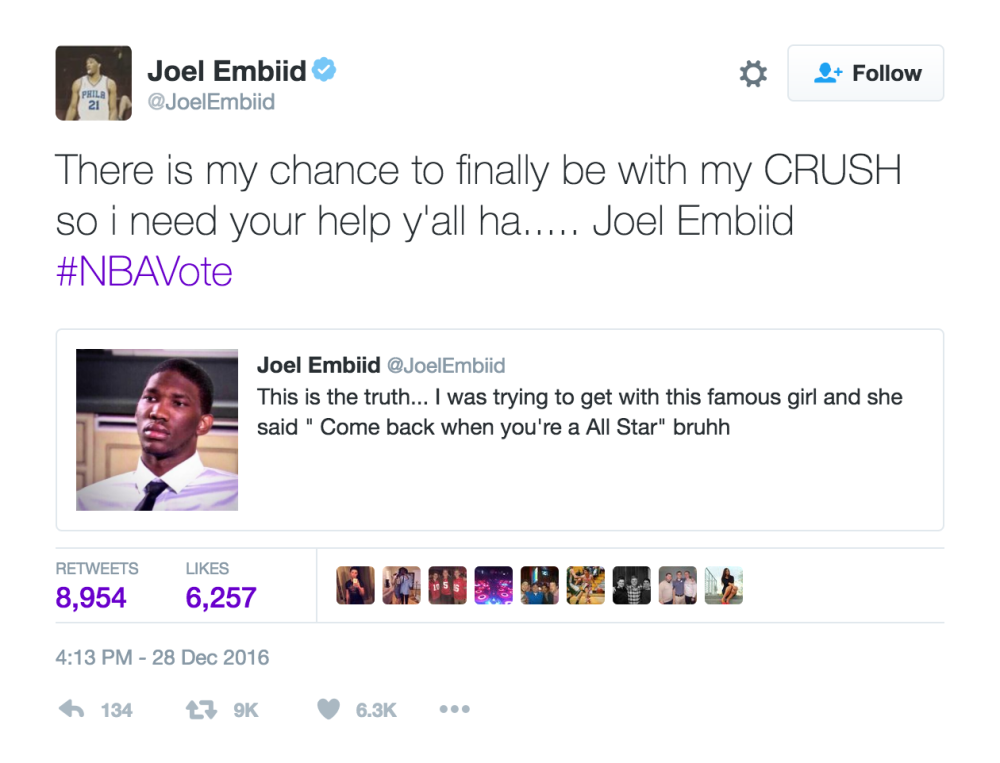 Joel Embiid
@JoelEmbiid
Follow
There is my chance to finally be with my CRUSH
so i need your help y'all ha..... Joel Embiid
#NBAVote
Joel Embiid @JoelEmbiid
This is the truth... I was trying to get with this famous girl and she
said " Come back when you're a All Star" bruhh
RETWEETS LIKES
8,954 6,257
4:13 PM - 28 Dec 2016
134 9K 6.3K
PHILA
21